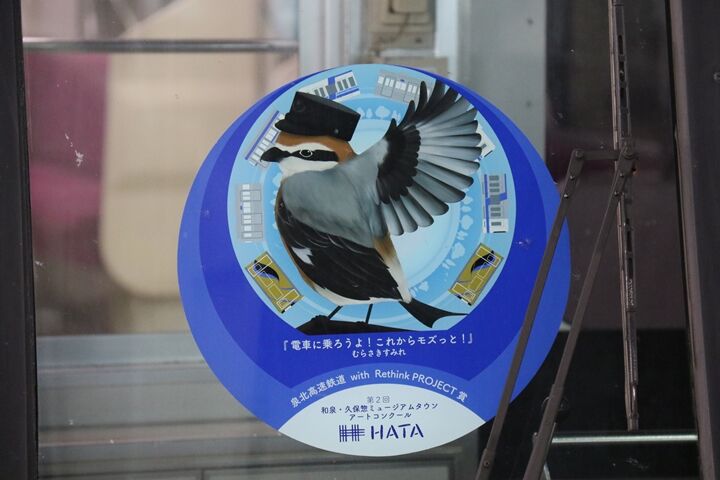 『電車に乗ろうよ!これからモズっと!』
むらさきすみれ
泉北高速鉄道 with Rethink PROJECT 賞
第2回
和泉・久保惣ミュージアムタウン
アートコンクール
HATA